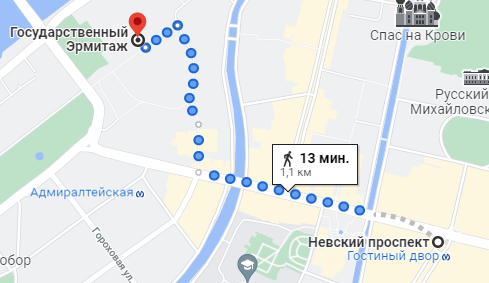 Государственный
Эрмитаж
Спас на Крови
Русский
Михайловск
13 мин.
1,1 км
Адмиралтейская
Гороховая ул.
Невский проспект
Гостиный двор
обор